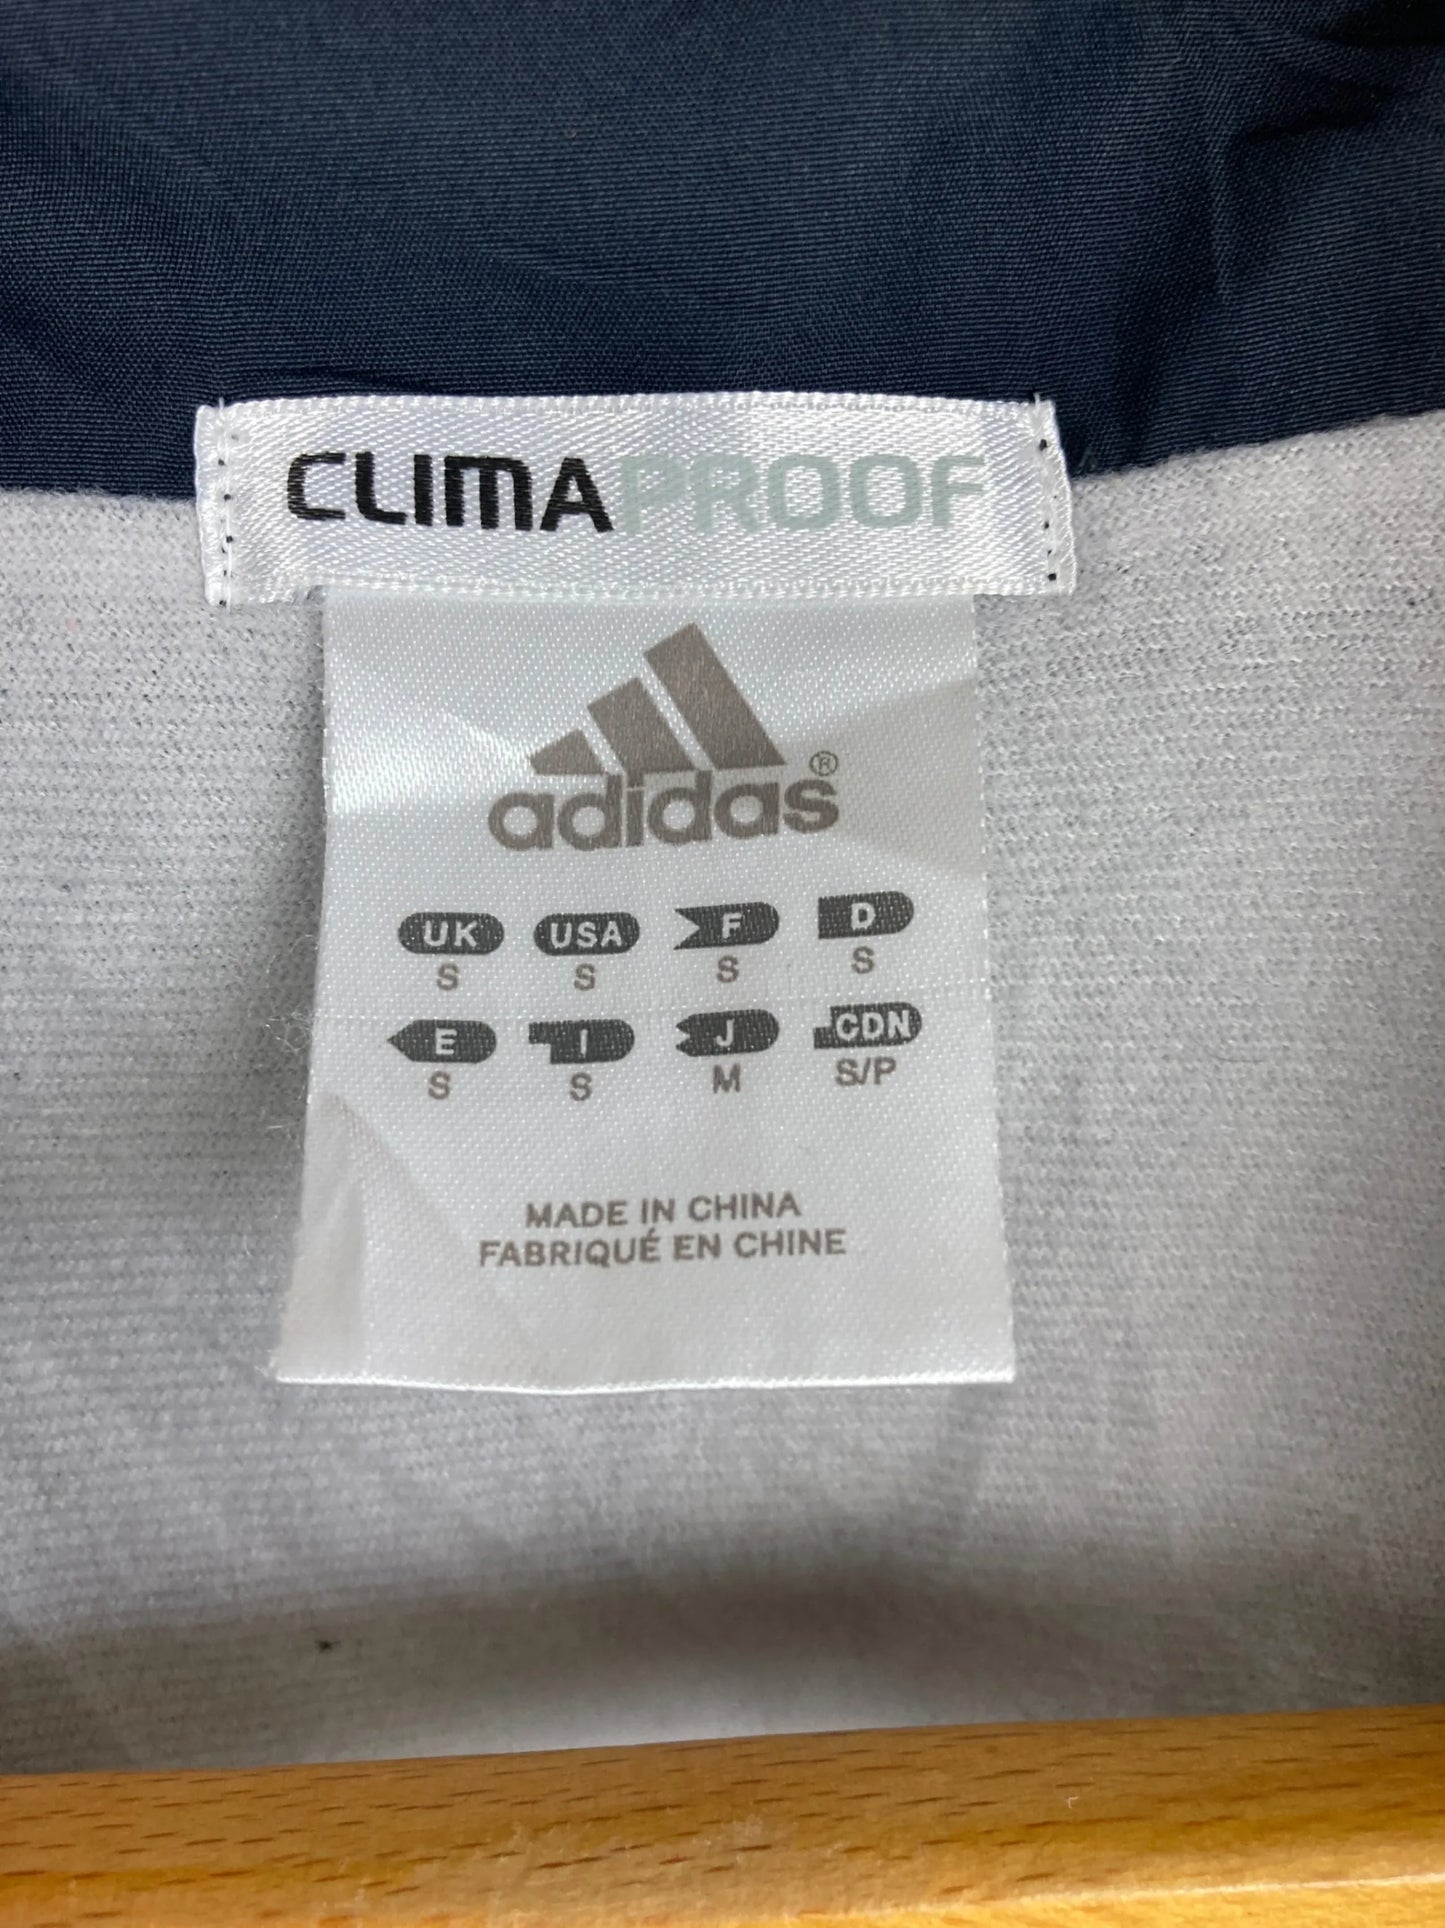 CLIMAPROOF
adidas®
UK USA F D
S S S S
E I J CDN
S S M S/P
MADE IN CHINA
FABRIQUÉ EN CHINE